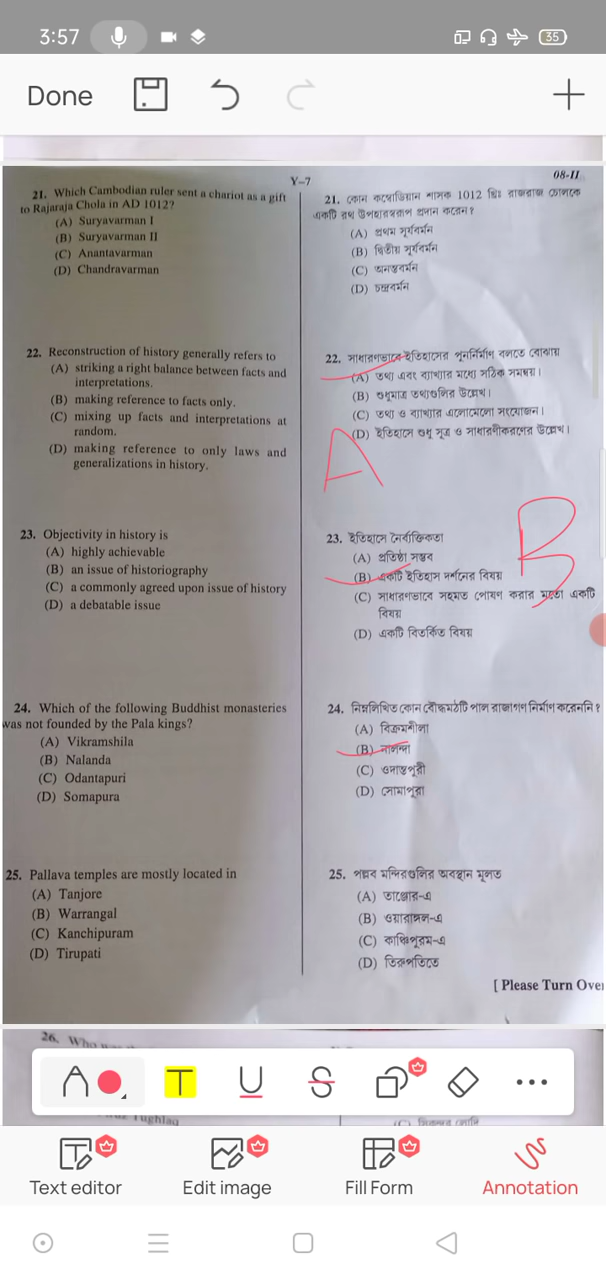 3:57
35
Done
Y–7
08-II
21. Which Cambodian ruler sent a chariot as a gift
to Rajaraja Chola in AD 1012?
(A) Suryavarman I
(B) Suryavarman II
(C) Anantavarman
(D) Chandravarman
21. কোন কম্বোডিয়ান শাসক 1012 খ্রিঃ রাজরাজ চোলকে
একটি রথ উপহারস্বরূপ প্রদান করেন?
(A) প্রথম সূর্যবর্মন
(B) দ্বিতীয় সূর্যবর্মন
(C) অনন্তবর্মন
(D) চন্দ্রবর্মন
22. Reconstruction of history generally refers to
(A) striking a right balance between facts and
interpretations.
(B) making reference to facts only.
(C) mixing up facts and interpretations at
random.
(D) making reference to only laws and
generalizations in history.
22. সাধারণভাবে ইতিহাসের পুনর্নির্মাণ বলতে বোঝায়
(A) তথ্য এবং ব্যাখ্যার মধ্যে সঠিক সমন্বয়।
(B) শুধুমাত্র তথ্যগুলির উল্লেখ।
(C) তথ্য ও ব্যাখ্যার এলোমেলো সংযোজন।
(D) ইতিহাসে শুধু সূত্র ও সাধারণীকরণের উল্লেখ।
A
23. Objectivity in history is
(A) highly achievable
(B) an issue of historiography
(C) a commonly agreed upon issue of history
(D) a debatable issue
23. ইতিহাসে নৈর্ব্যক্তিকতা
(A) প্রতিষ্ঠা সম্ভব
(B) একটি ইতিহাস দর্শনের বিষয়
(C) সাধারণভাবে সহমত পোষণ করার মতো একটি
বিষয়
(D) একটি বিতর্কিত বিষয়
B
24. Which of the following Buddhist monasteries
was not founded by the Pala kings?
(A) Vikramshila
(B) Nalanda
(C) Odantapuri
(D) Somapura
24. নিম্নলিখিত কোন বৌদ্ধমঠটি পাল রাজাগণ নির্মাণ করেননি?
(A) বিক্রমশীলা
(B) নালন্দা
(C) ওদান্তপুরী
(D) সোমাপুরা
25. Pallava temples are mostly located in
(A) Tanjore
(B) Warrangal
(C) Kanchipuram
(D) Tirupati
25. পল্লব মন্দিরগুলির অবস্থান মূলত
(A) তাঞ্জোর-এ
(B) ওয়ারাঙ্গল-এ
(C) কাঞ্চিপুরম-এ
(D) তিরুপতিতে
[ Please Turn Over
26. Who
Tughlaq
T
U
S
Text editor
Edit image
Fill Form
Annotation